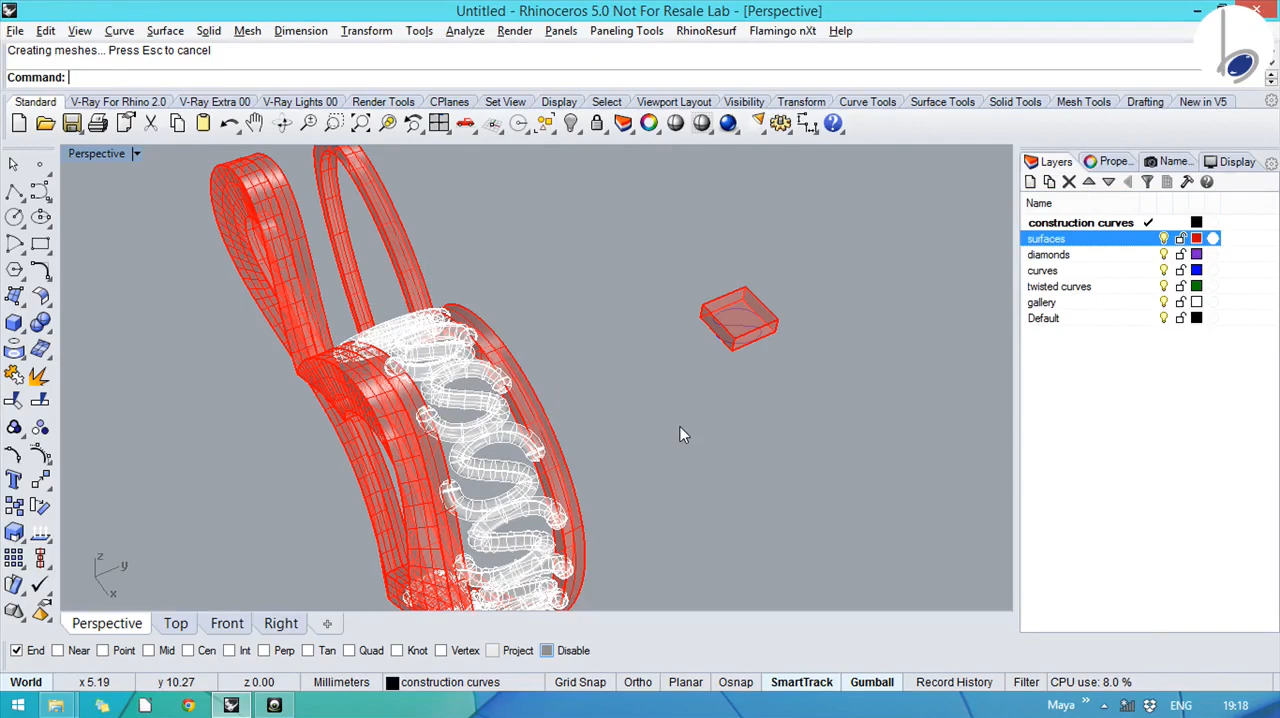 Untitled - Rhinoceros 5.0 Not For Resale Lab - [Perspective]
File Edit View Curve Surface Solid Mesh Dimension Transform Tools Analyze Render Panels Paneling Tools RhinoResurf Flamingo nXt Help
Creating meshes... Press Esc to cancel
Command:
Standard V-Ray For Rhino 2.0 V-Ray Extra 00 V-Ray Lights 00 Render Tools CPlanes Set View Display Select Viewport Layout Visibility Transform Curve Tools Surface Tools Solid Tools Mesh Tools Drafting New in V5
Perspective
Layers Prope... Name... Display
Name
construction curves
surfaces
diamonds
curves
twisted curves
gallery
Default
z
y
x
Perspective Top Front Right
End Near Point Mid Cen Int Perp Tan Quad Knot Vertex Project Disable
World x 5.19 y 10.27 z 0.00 Millimeters construction curves Grid Snap Ortho Planar Osnap SmartTrack Gumball Record History Filter CPU use: 8.0 %
Maya » ENG 19:18